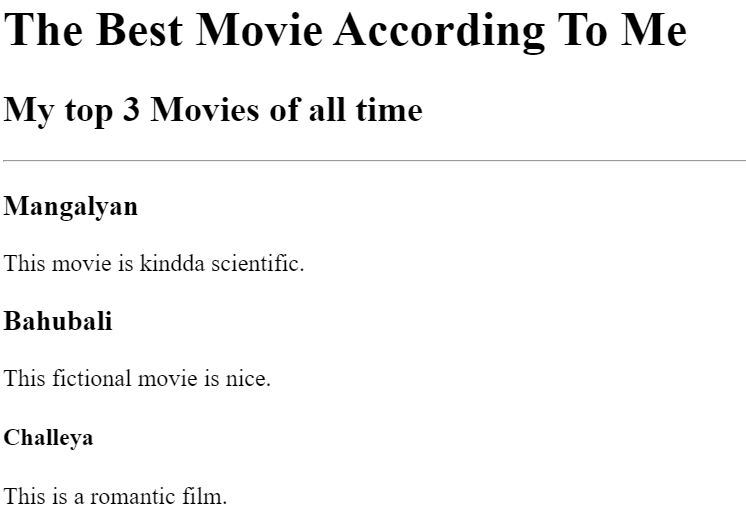 The Best Movie According To Me
My top 3 Movies of all time
Mangalyan
This movie is kindda scientific.
Bahubali
This fictional movie is nice.
Challeya
This is a romantic film.